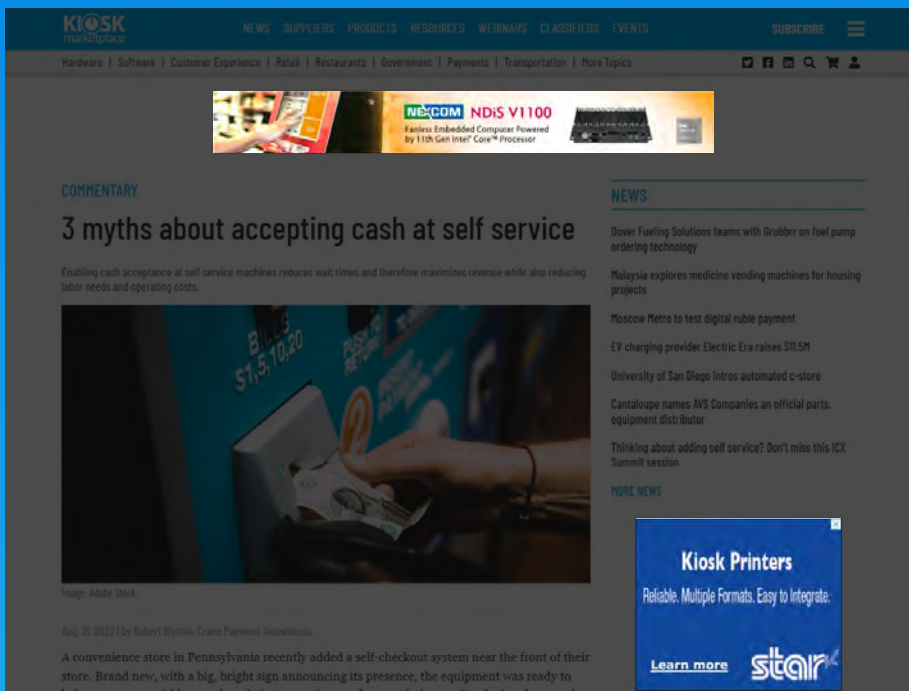 KIOSK
marketplace
NEWS SUPPLIERS PRODUCTS RESOURCES WEBINARS CLASSIFIEDS EVENTS
SUBSCRIBE
Hardware | Software | Customer Experience | Retail | Restaurants | Government | Payments | Transportation | More Topics
NEXCOM NDiS V1100
Fanless Embedded Computer Powered
by 11th Gen Intel® Core™ Processor
COMMENTARY
3 myths about accepting cash at self service
Enabling cash acceptance at self service machines reduces wait times and therefore maximizes revenue while also reducing
labor needs and operating costs.
BILLS
$1,5,10,20
PUSH TO
RETURN
2
Image: Adobe Stock
Aug. 21, 2023 | by Robert Blythin, Crane Payment Innovations
A convenience store in Pennsylvania recently added a self-checkout system near the front of their
store. Brand new, with a big, bright sign announcing its presence, the equipment was ready to
NEWS
Dover Fueling Solutions teams with Grubbrr on fuel pump
ordering technology
Malaysia explores medicine vending machines for housing
projects
Moscow Metro to test digital ruble payment
EV charging provider Electric Era raises $11.5M
University of San Diego intros automated c-store
Cantaloupe names AVS Companies an official parts,
equipment distributor
Thinking about adding self service? Don't miss this ICX
Summit session
MORE NEWS
Kiosk Printers
Reliable. Multiple Formats. Easy to Integrate.
Learn more
star